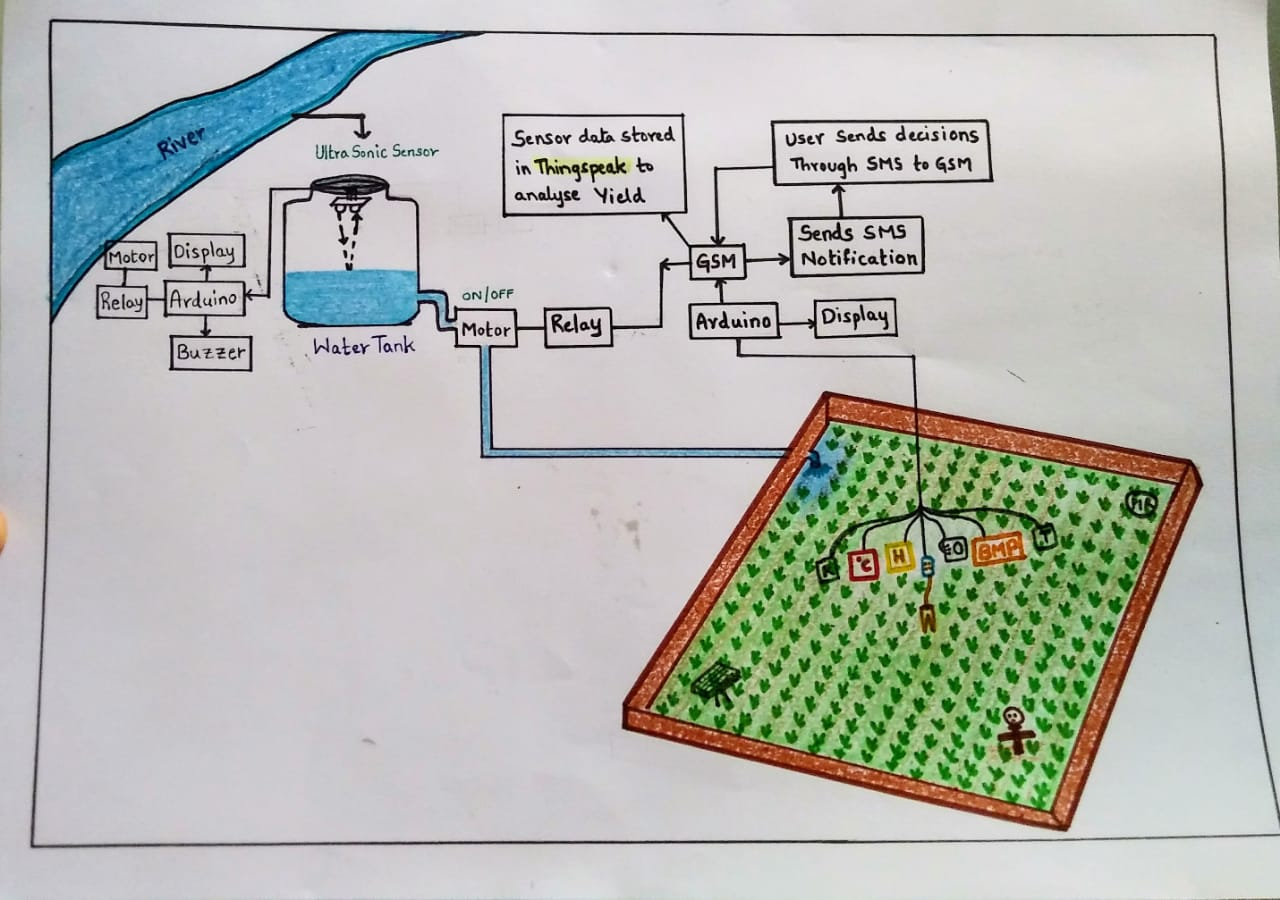 River
Ultra Sonic Sensor
Sensor data stored
in Thingspeak to
analyse Yield
User Sends decisions
Through SMS to GSM
Sends SMS
Notification
GSM
Motor
Display
Relay
Arduino
Buzzer
Water Tank
ON/OFF
Motor
Relay
Arduino
Display
°C
H
BMP
T